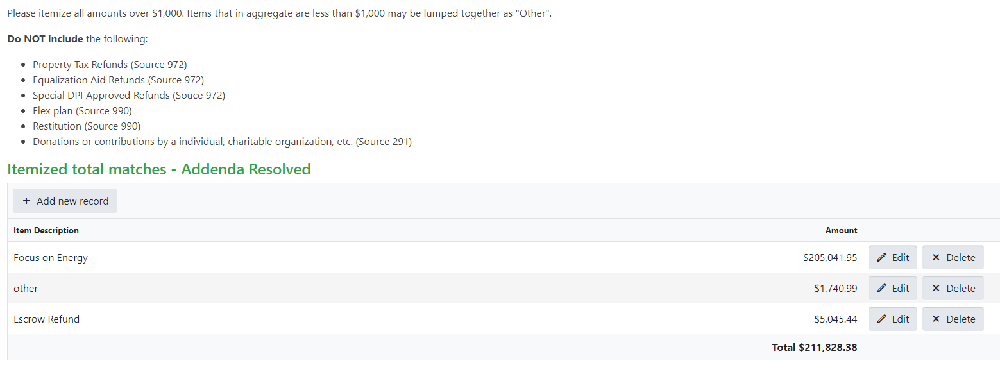 Please itemize all amounts over $1,000. Items that in aggregate are less than $1,000 may be lumped together as "Other".
Do NOT include the following:
Property Tax Refunds (Source 972)
Equalization Aid Refunds (Source 972)
Special DPI Approved Refunds (Souce 972)
Flex plan (Source 990)
Restitution (Source 990)
Donations or contributions by a individual, charitable organization, etc. (Source 291)
Itemized total matches - Addenda Resolved
+ Add new record
Item Description Amount
Focus on Energy $205,041.95 Edit × Delete
other $1,740.99 Edit × Delete
Escrow Refund $5,045.44 Edit × Delete
Total $211,828.38